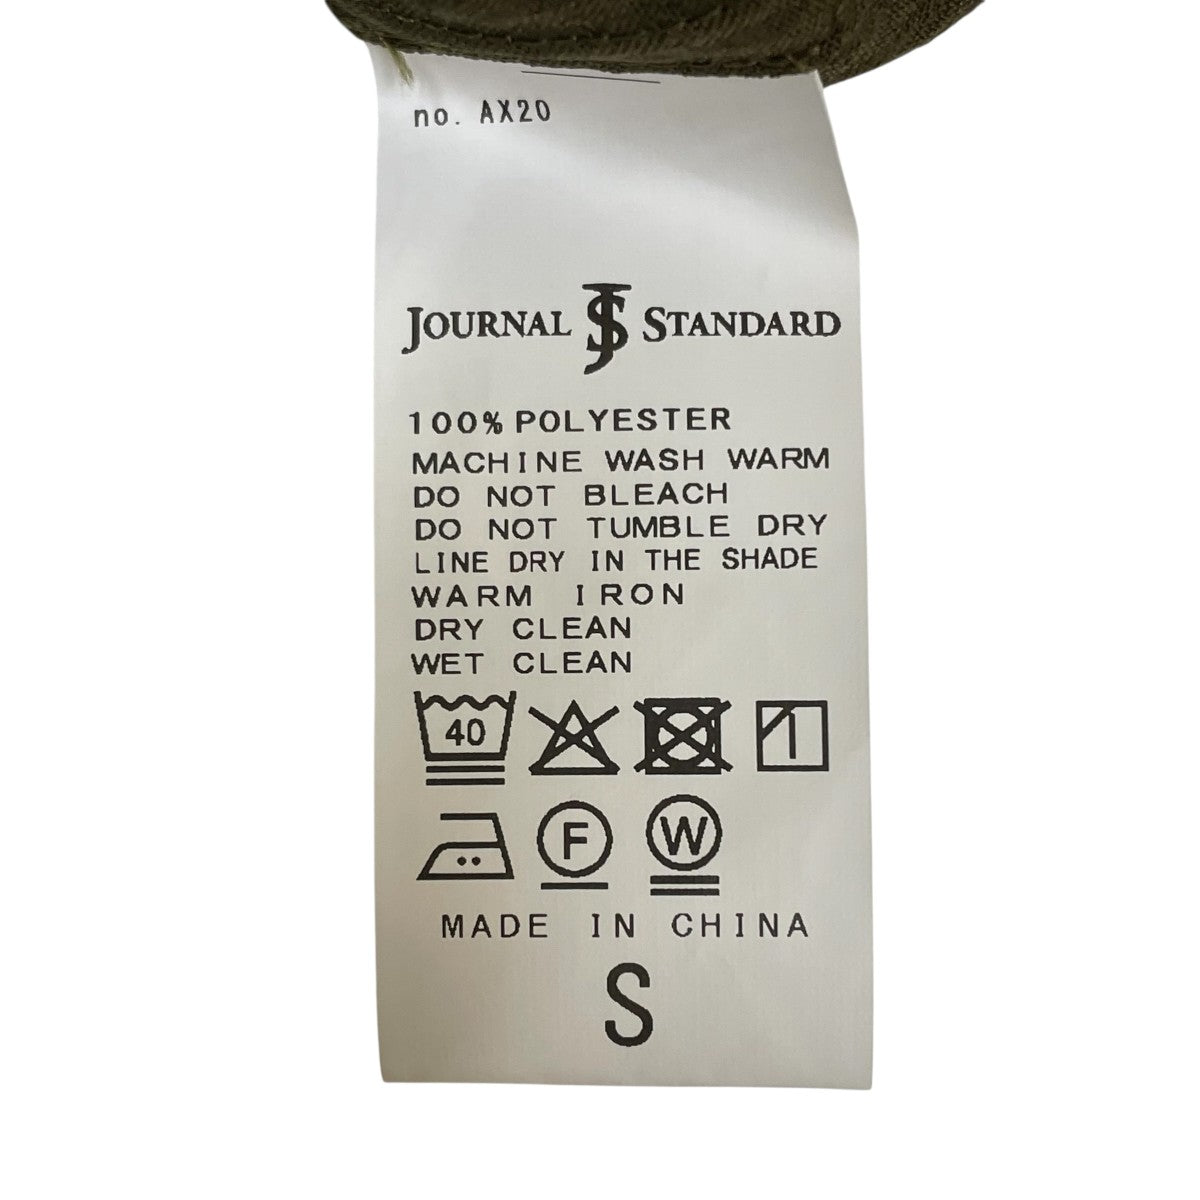 no. AX20
JOURNAL JS STANDARD
100% POLYESTER
MACHINE WASH WARM
DO NOT BLEACH
DO NOT TUMBLE DRY
LINE DRY IN THE SHADE
WARM IRON
DRY CLEAN
WET CLEAN
40
F W
MADE IN CHINA
S